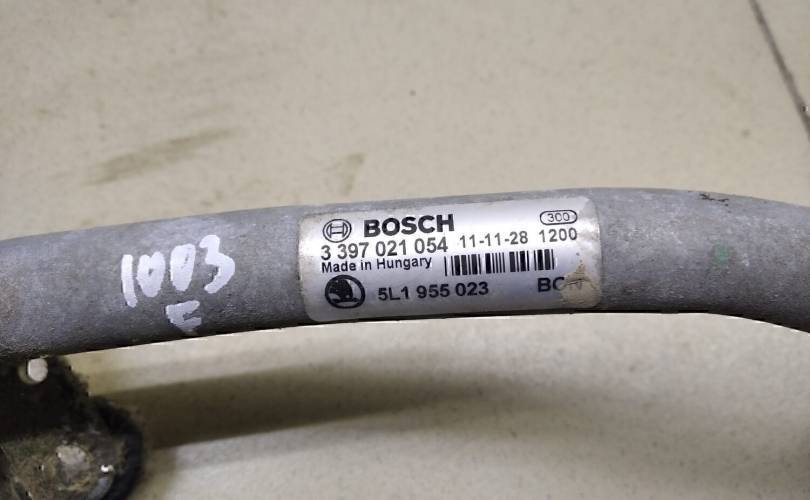 BOSCH 300
3 397 021 054 11-11-28 1200
Made in Hungary
5L1 955 023
1003